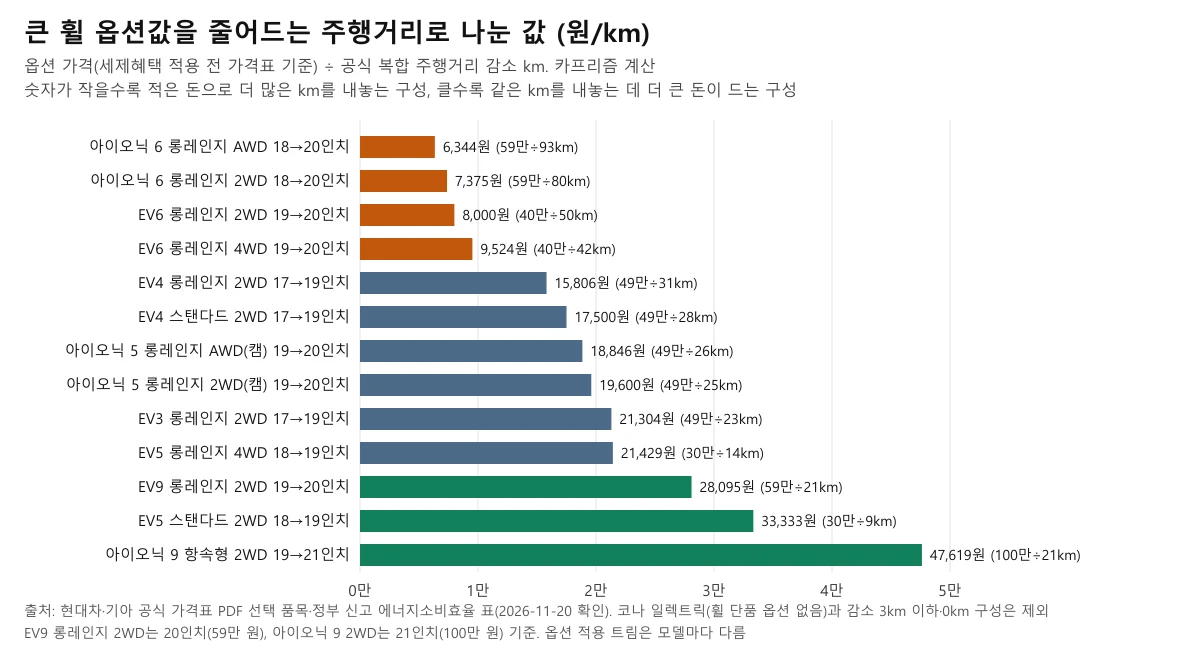 큰 휠 옵션값을 줄어드는 주행거리로 나눈 값 (원/km)
옵션 가격(세제혜택 적용 전 가격표 기준) ÷ 공식 복합 주행거리 감소 km. 카프리즘 계산
숫자가 작을수록 적은 돈으로 더 많은 km를 내놓는 구성, 클수록 같은 km를 내놓는 데 더 큰 돈이 드는 구성
아이오닉 6 롱레인지 AWD 18→20인치 6,344원 (59만÷93km)
아이오닉 6 롱레인지 2WD 18→20인치 7,375원 (59만÷80km)
EV6 롱레인지 2WD 19→20인치 8,000원 (40만÷50km)
EV6 롱레인지 4WD 19→20인치 9,524원 (40만÷42km)
EV4 롱레인지 2WD 17→19인치 15,806원 (49만÷31km)
EV4 스탠다드 2WD 17→19인치 17,500원 (49만÷28km)
아이오닉 5 롱레인지 AWD(캠) 19→20인치 18,846원 (49만÷26km)
아이오닉 5 롱레인지 2WD(캠) 19→20인치 19,600원 (49만÷25km)
EV3 롱레인지 2WD 17→19인치 21,304원 (49만÷23km)
EV5 롱레인지 4WD 18→19인치 21,429원 (30만÷14km)
EV9 롱레인지 2WD 19→20인치 28,095원 (59만÷21km)
EV5 스탠다드 2WD 18→19인치 33,333원 (30만÷9km)
아이오닉 9 항속형 2WD 19→21인치 47,619원 (100만÷21km)
0만 1만 2만 3만 4만 5만
출처: 현대차·기아 공식 가격표 PDF 선택 품목·정부 신고 에너지소비효율 표(2026-11-20 확인). 코나 일렉트릭(휠 단품 옵션 없음)과 감소 3km 이하·0km 구성은 제외
EV9 롱레인지 2WD는 20인치(59만 원), 아이오닉 9 2WD는 21인치(100만 원) 기준. 옵션 적용 트림은 모델마다 다름